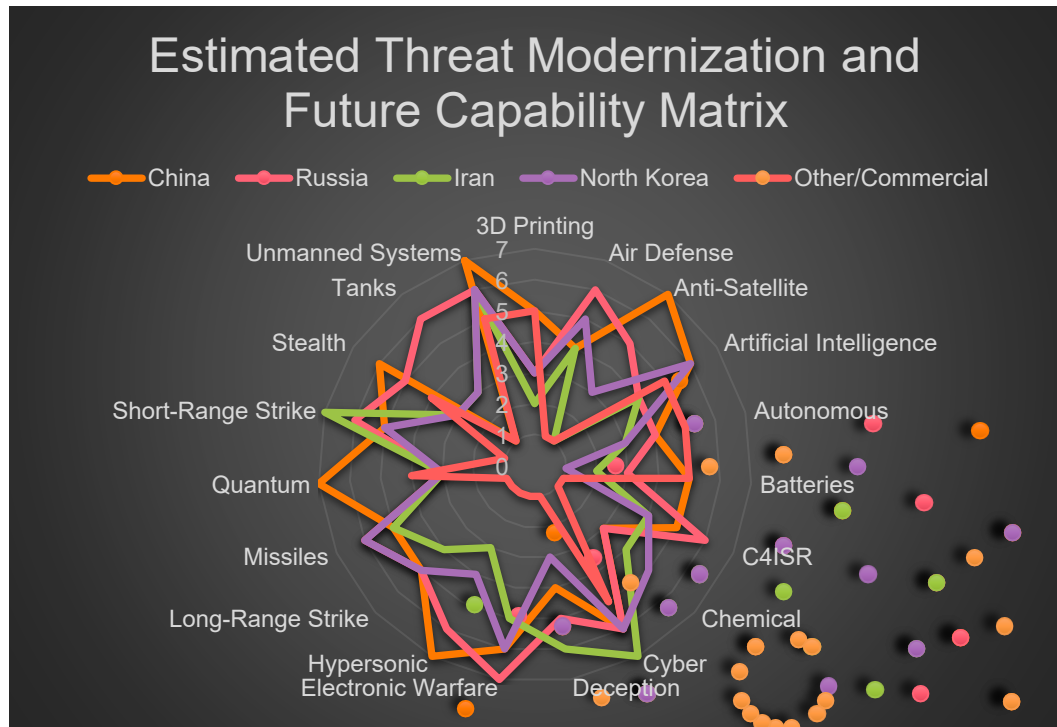 Estimated Threat Modernization and
Future Capability Matrix
China Russia Iran North Korea Other/Commercial
3D Printing
Unmanned Systems 7 Air Defense
Tanks 6 Anti-Satellite
5
Stealth 4 Artificial Intelligence
3
Short-Range Strike 2 Autonomous
1
0
Quantum Batteries
Missiles C4ISR
Long-Range Strike Chemical
Hypersonic Cyber
Electronic Warfare Deception